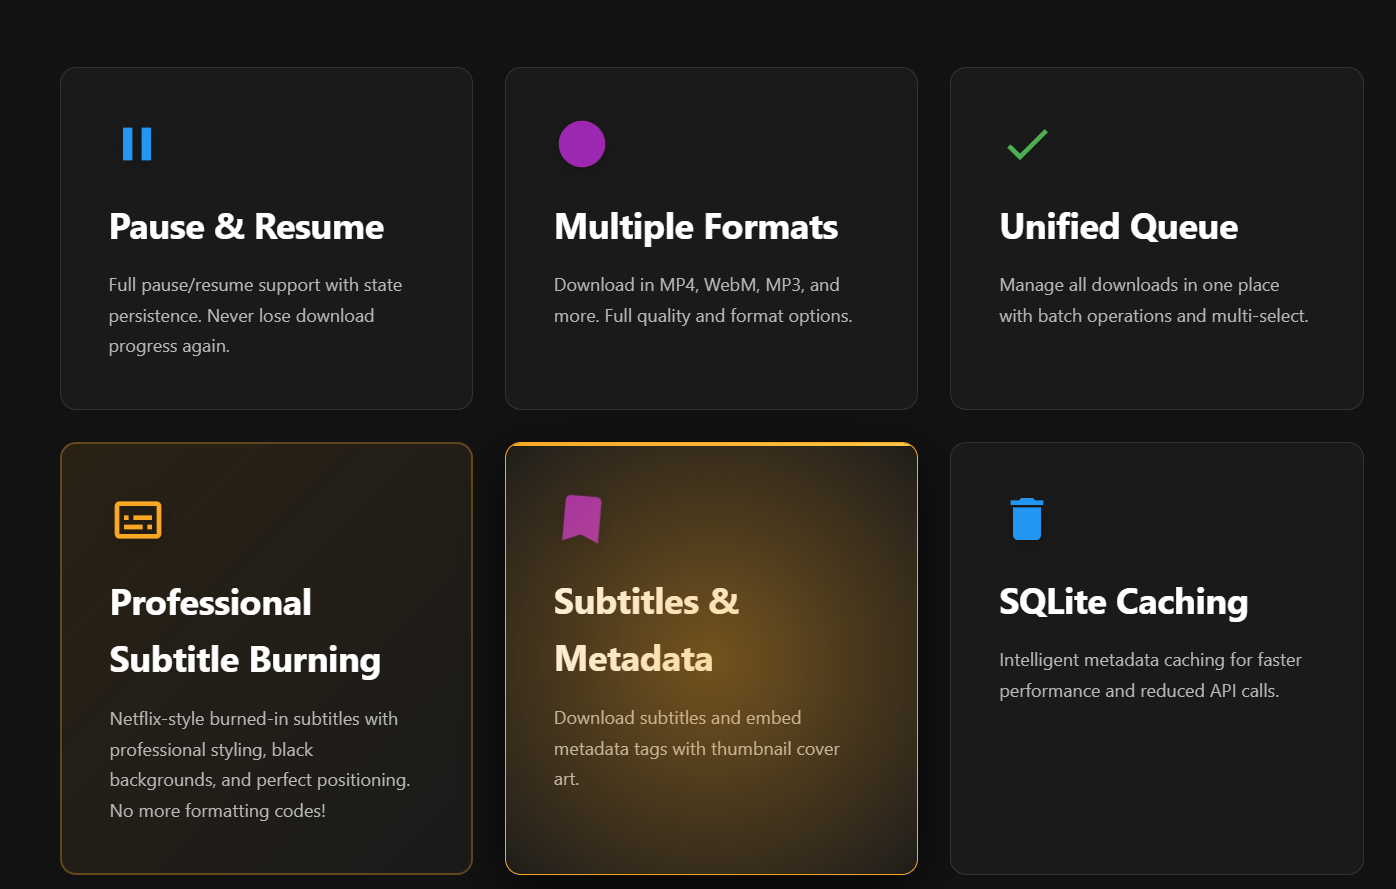 Pause & Resume
Full pause/resume support with state
persistence. Never lose download
progress again.
Multiple Formats
Download in MP4, WebM, MP3, and
more. Full quality and format options.
Unified Queue
Manage all downloads in one place
with batch operations and multi-select.
Professional
Subtitle Burning
Netflix-style burned-in subtitles with
professional styling, black
backgrounds, and perfect positioning.
No more formatting codes!
Subtitles &
Metadata
Download subtitles and embed
metadata tags with thumbnail cover
art.
SQLite Caching
Intelligent metadata caching for faster
performance and reduced API calls.